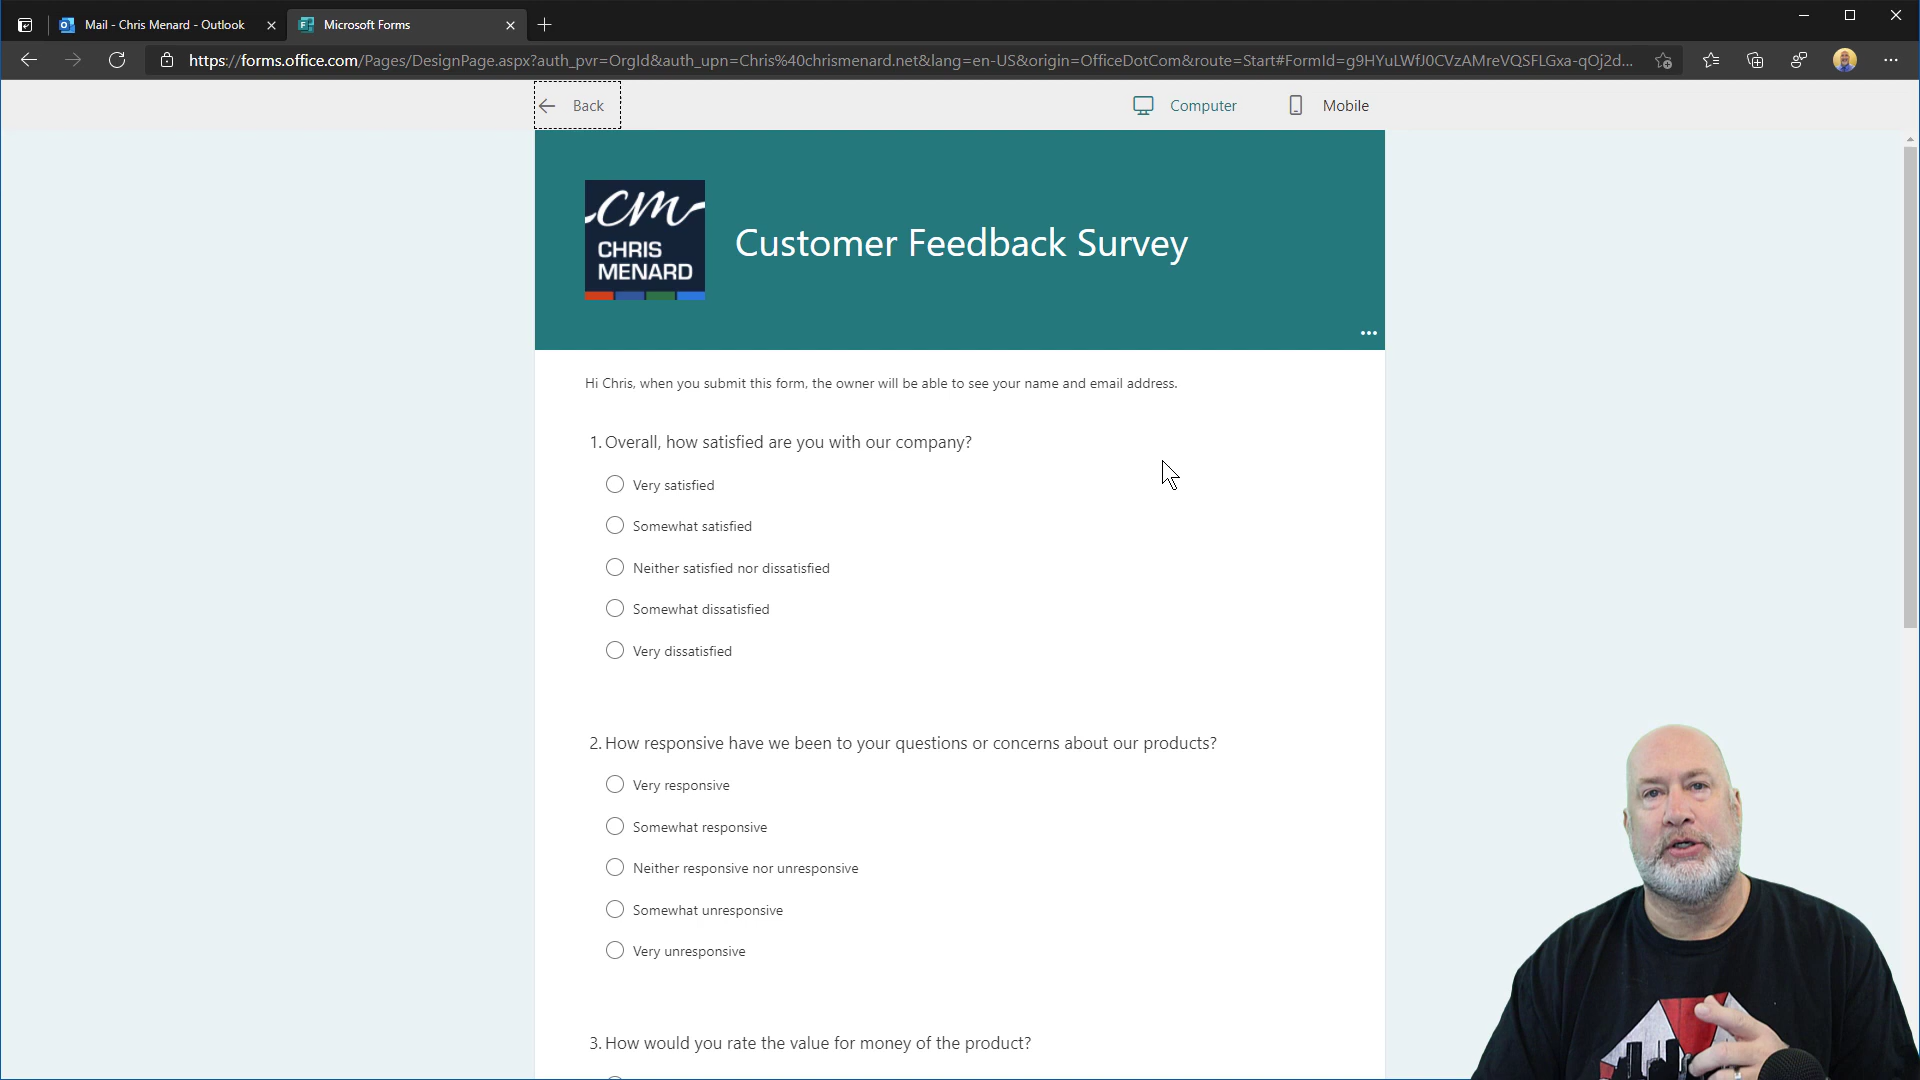 Mail - Chris Menard - Outlook
Microsoft Forms
https://forms.office.com/Pages/DesignPage.aspx?auth_pvr=OrgId&auth_upn=Chris%40chrismenard.net&lang=en-US&origin=OfficeDotCom&route=Start#FormId=g9HYuLWfJ0CVzAMreVQSFLGxa-qOj2d...
Back
Computer
Mobile
cm
CHRIS
MENARD
Customer Feedback Survey
Hi Chris, when you submit this form, the owner will be able to see your name and email address.
1. Overall, how satisfied are you with our company?
Very satisfied
Somewhat satisfied
Neither satisfied nor dissatisfied
Somewhat dissatisfied
Very dissatisfied
2. How responsive have we been to your questions or concerns about our products?
Very responsive
Somewhat responsive
Neither responsive nor unresponsive
Somewhat unresponsive
Very unresponsive
3. How would you rate the value for money of the product?